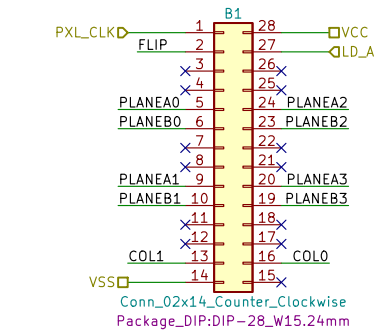 B1
PXL_CLK 1 28 VCC
FLIP 2 27 LD_A
3 26
4 25
PLANEA0 5 24 PLANEA2
PLANEB0 6 23 PLANEB2
7 22
8 21
PLANEA1 9 20 PLANEA3
PLANEB1 10 19 PLANEB3
11 18
12 17
COL1 13 16 COL0
VSS 14 15
Conn_02x14_Counter_Clockwise
Package_DIP:DIP-28_W15.24mm